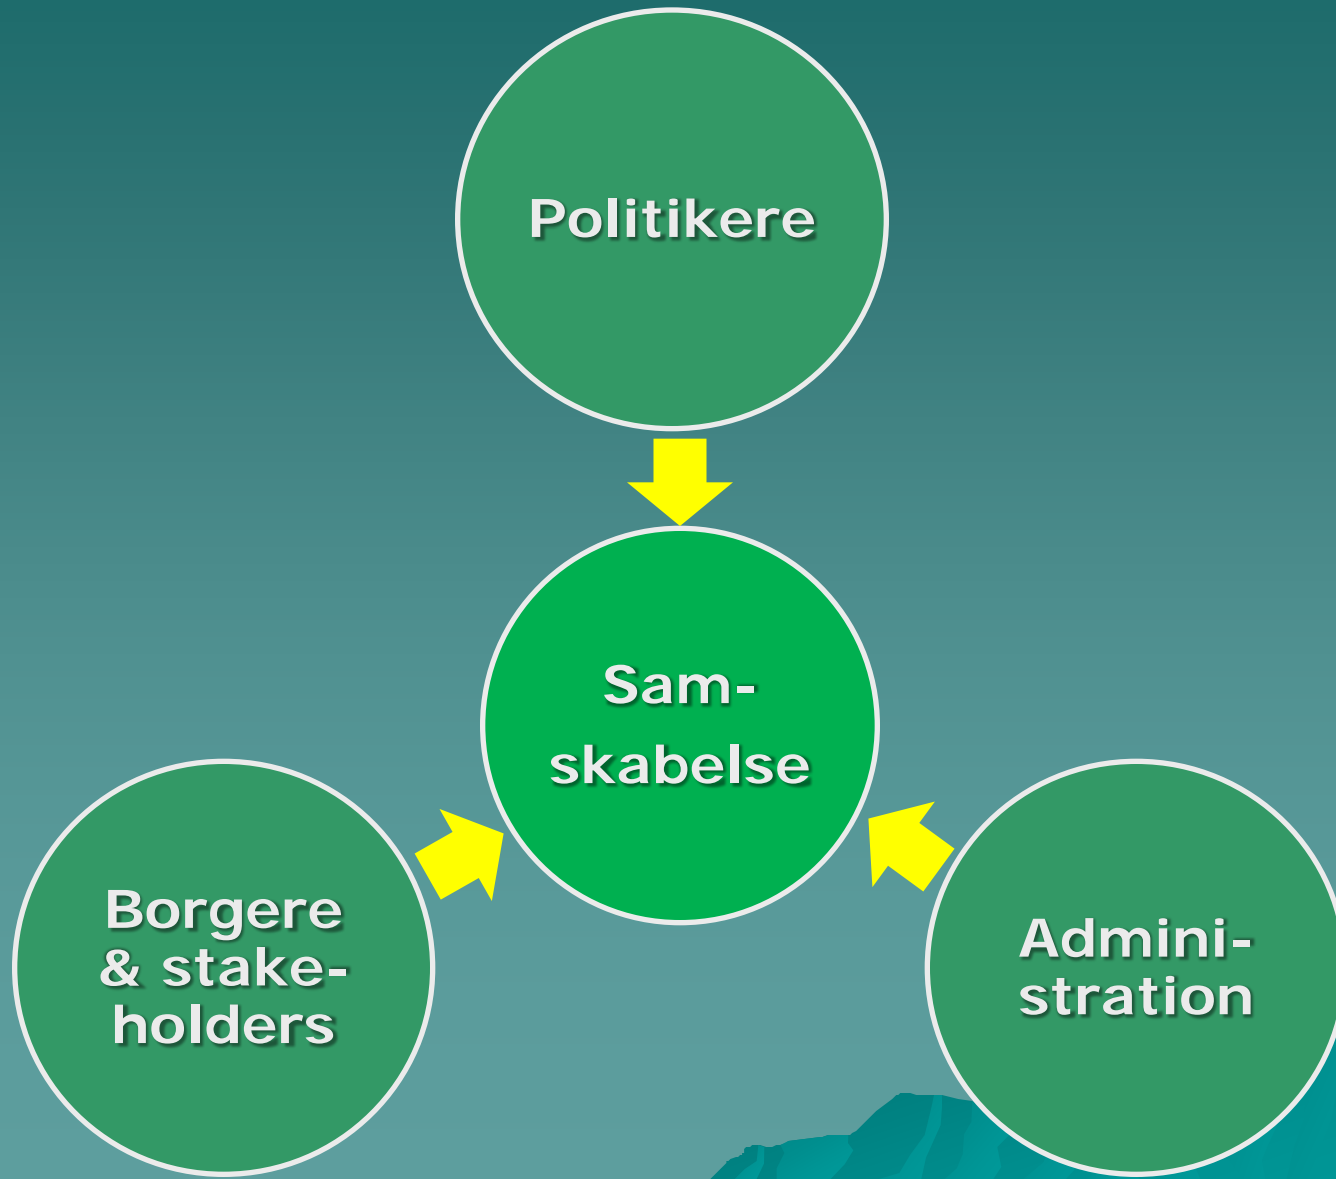 Politikere
Sam-
skabelse
Borgere
& stake-
holders
Admini-
stration